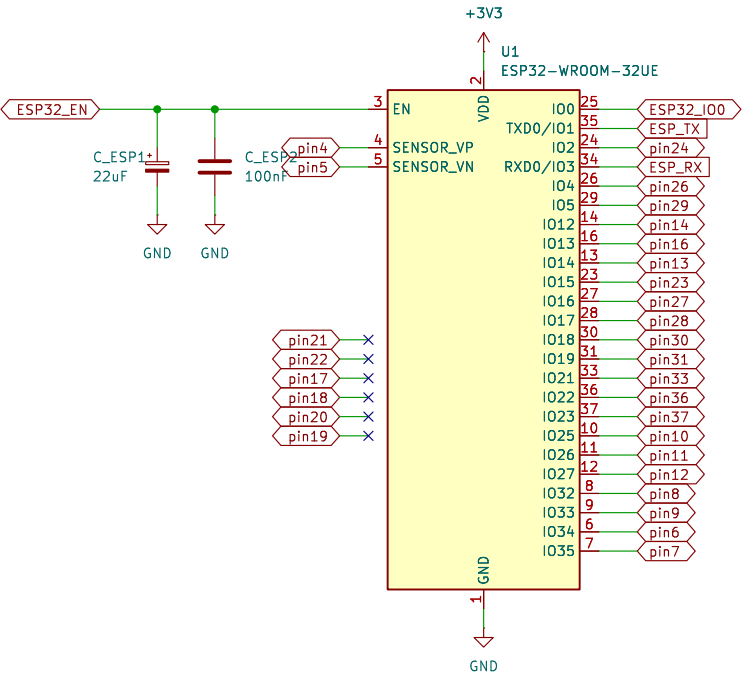 +3V3
U1
ESP32-WROOM-32UE
2
VDD
ESP32_EN
3
EN
IO0
25
ESP32_IO0
TXD0/IO1
35
ESP_TX
pin4
4
SENSOR_VP
IO2
24
pin24
C_ESP1
+
22uF
C_ESP2
100nF
pin5
5
SENSOR_VN
RXD0/IO3
34
ESP_RX
IO4
26
pin26
IO5
29
pin29
IO12
14
pin14
GND
GND
IO13
16
pin16
IO14
13
pin13
IO15
23
pin23
IO16
27
pin27
IO17
28
pin28
pin21
IO18
30
pin30
pin22
IO19
31
pin31
pin17
IO21
33
pin33
pin18
IO22
36
pin36
pin20
IO23
37
pin37
pin19
IO25
10
pin10
IO26
11
pin11
IO27
12
pin12
IO32
8
pin8
IO33
9
pin9
IO34
6
pin6
IO35
7
pin7
GND
1
GND